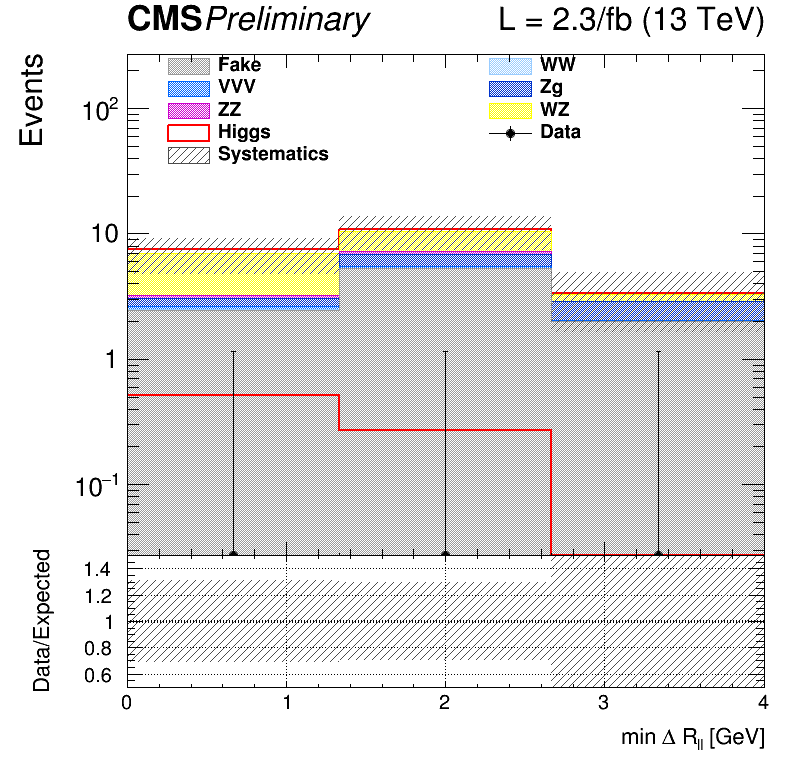 CMS Preliminary L = 2.3/fb (13 TeV)
Events
Fake WW
VVV Zg
ZZ WZ
Higgs Data
Systematics
10²
10
1
10⁻¹
Data/Expected
1.4
1.2
1
0.8
0.6
0 1 2 3 4
min Δ R_ll [GeV]